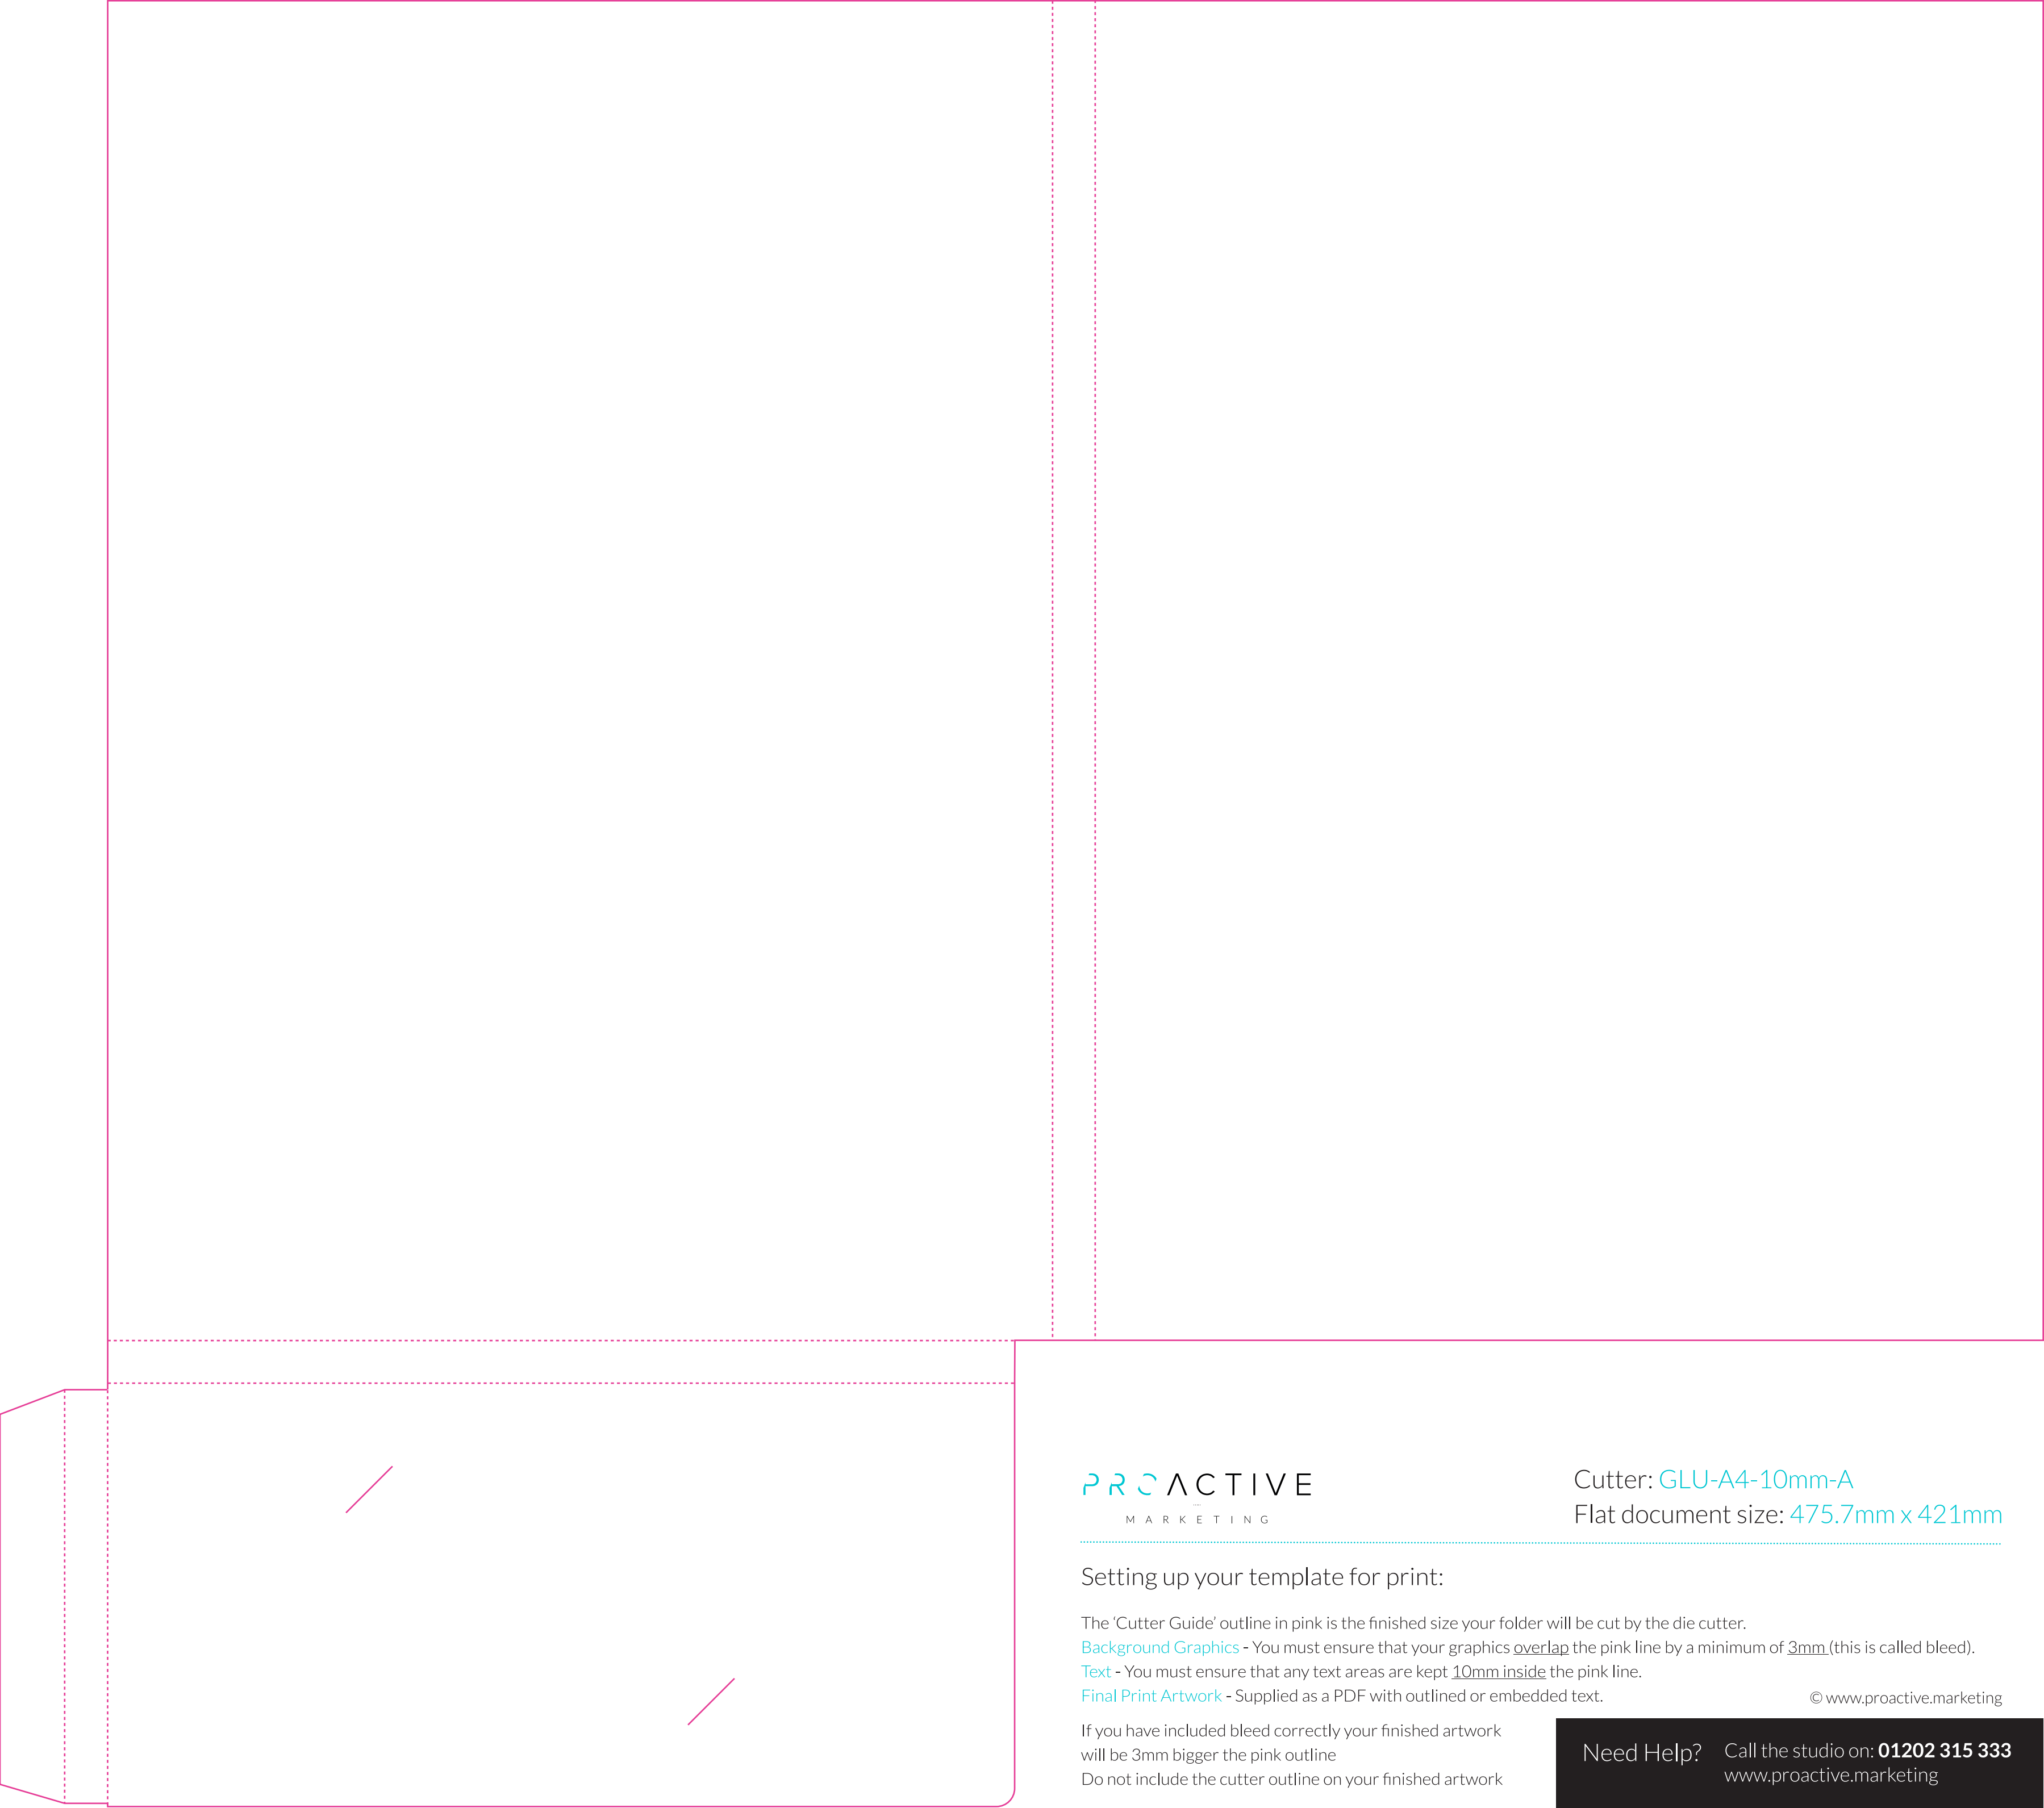 PROACTIVE
MARKETING
Cutter: GLU-A4-10mm-A
Flat document size: 475.7mm x 421mm
Setting up your template for print:
The ‘Cutter Guide’ outline in pink is the finished size your folder will be cut by the die cutter.
Background Graphics - You must ensure that your graphics overlap the pink line by a minimum of 3mm (this is called bleed).
Text - You must ensure that any text areas are kept 10mm inside the pink line.
Final Print Artwork - Supplied as a PDF with outlined or embedded text.
© www.proactive.marketing
If you have included bleed correctly your finished artwork
will be 3mm bigger the pink outline
Do not include the cutter outline on your finished artwork
Need Help?
Call the studio on: 01202 315 333
www.proactive.marketing